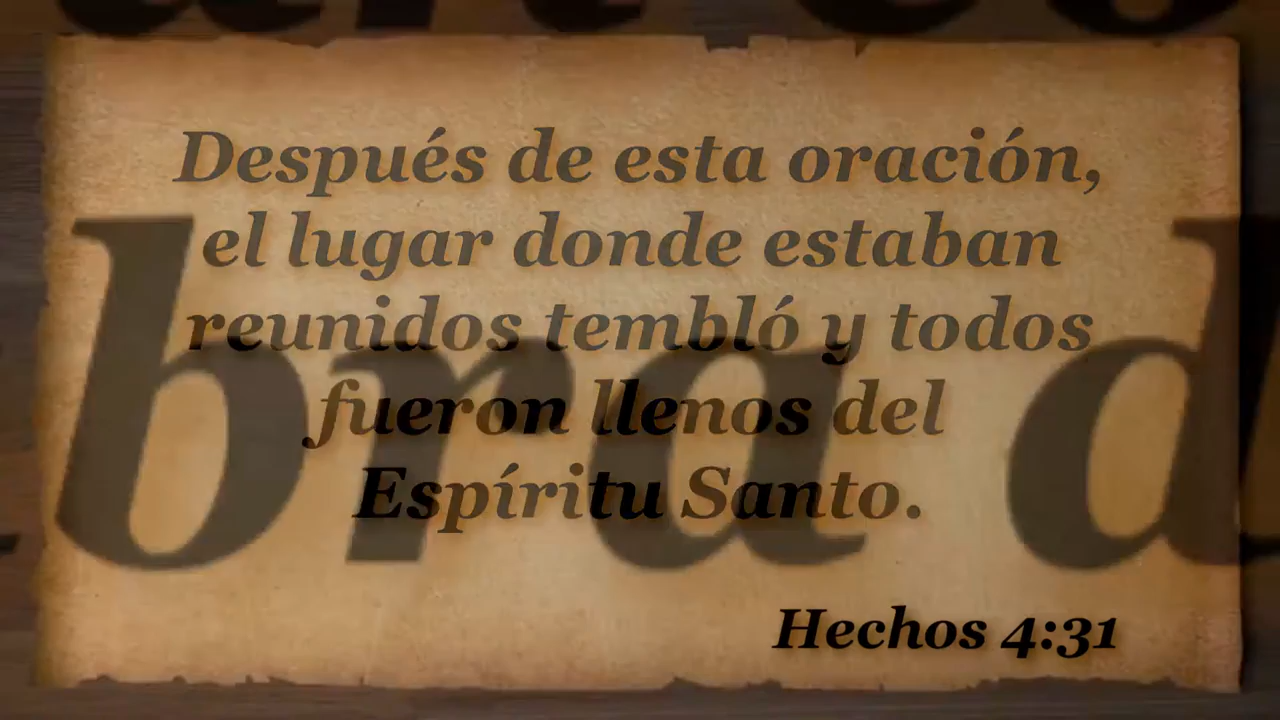 Después de esta oración,
el lugar donde estaban
reunidos tembló y todos
fueron llenos del
Espíritu Santo.
Hechos 4:31
bra d